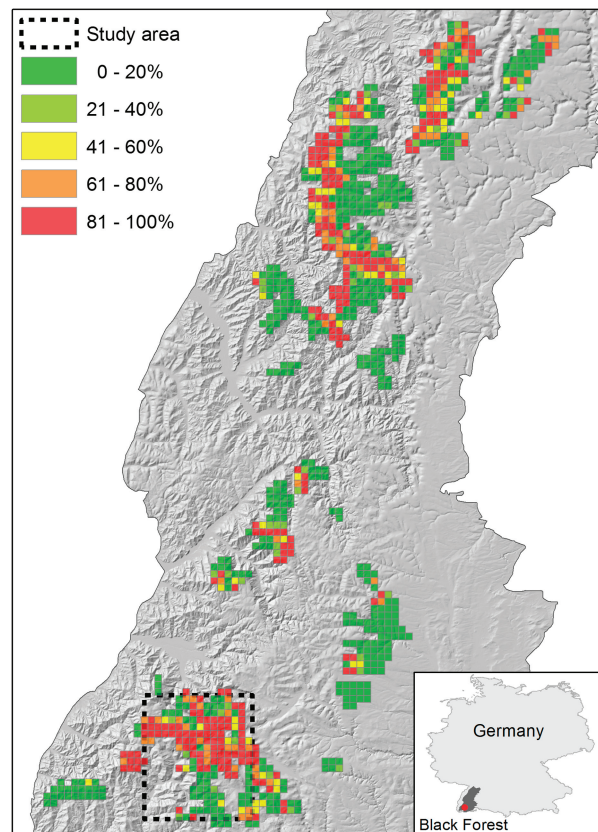 Study area
0 - 20%
21 - 40%
41 - 60%
61 - 80%
81 - 100%
Germany
Black Forest